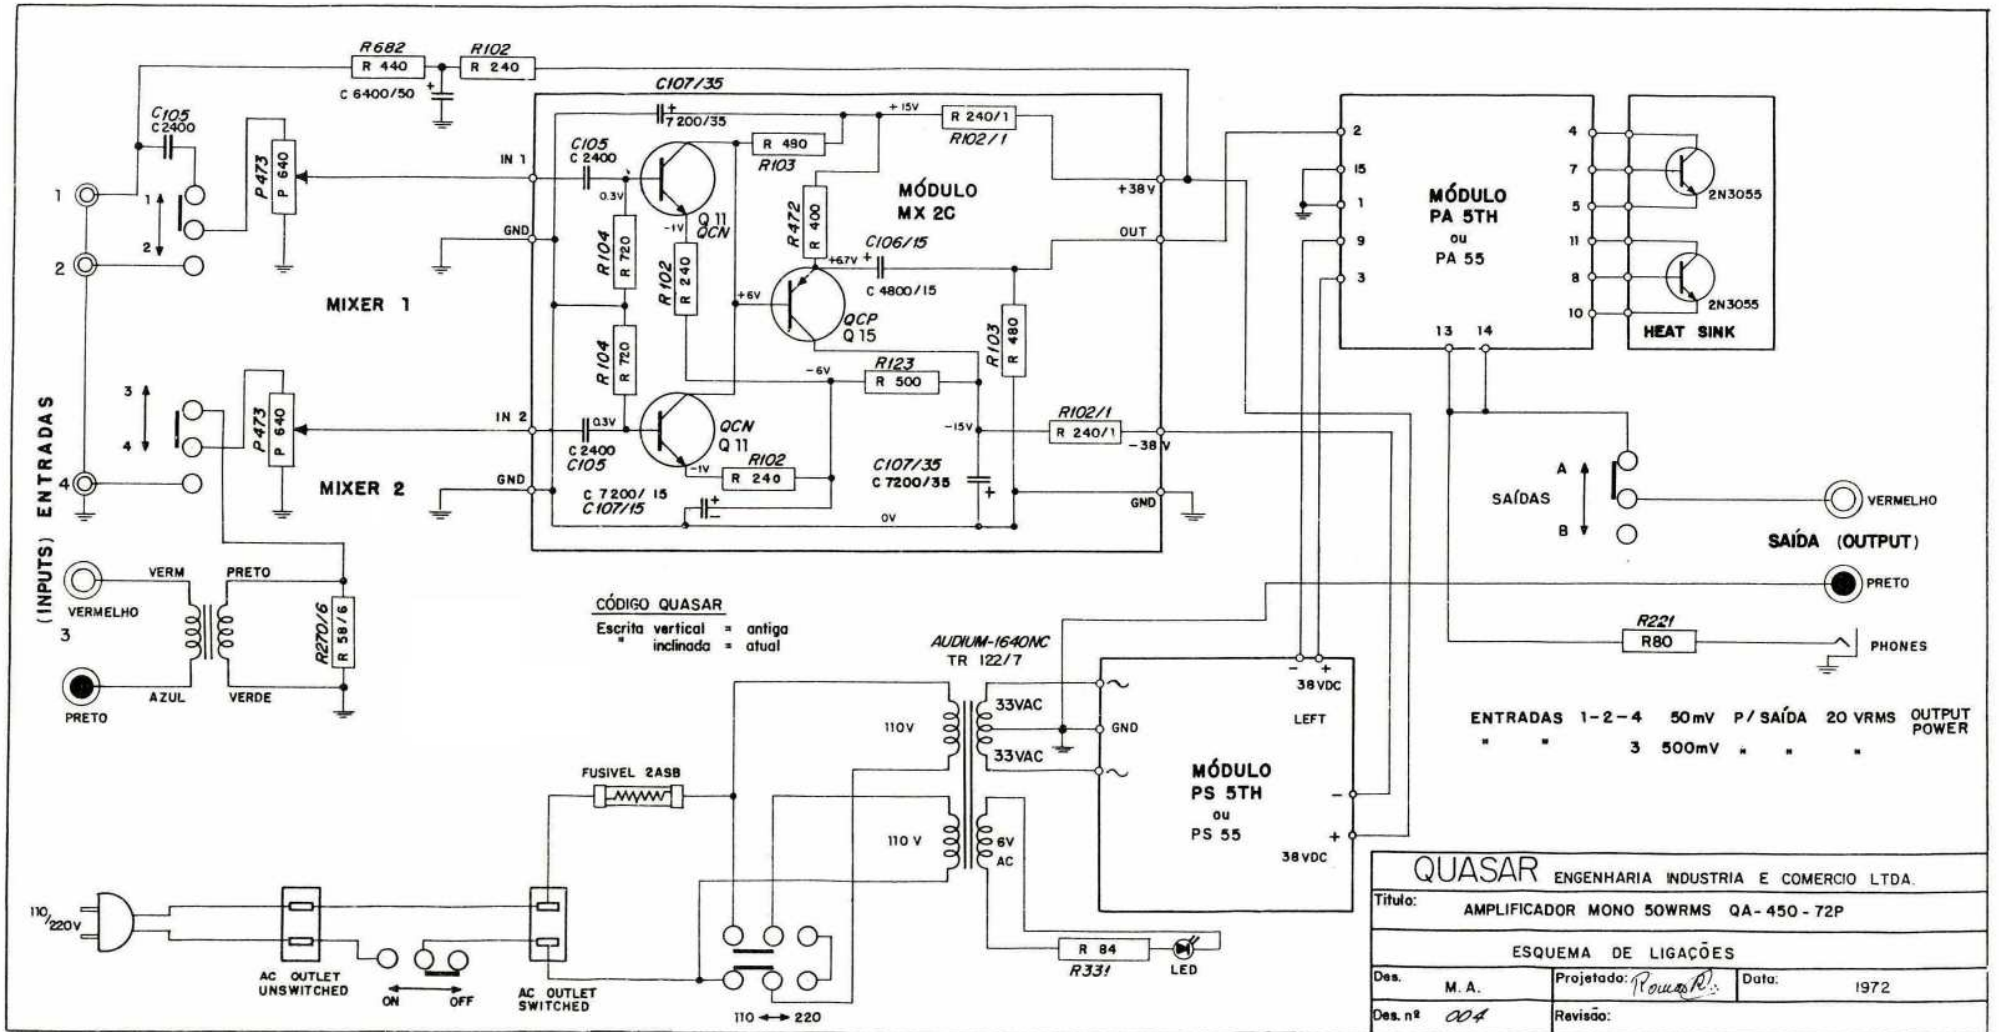 R682
R 440
R102
R 240
C 6400/50
+
C105
C2400
P473
P 640
1
2
1
2
MIXER 1
3
4
P473
P 640
MIXER 2
4
(INPUTS) ENTRADAS
VERM
PRETO
VERMELHO
3
R270/6
R 58/6
AZUL
VERDE
PRETO
IN 1
GND
IN 2
GND
C107/35
+
7200/35
+ 15V
R 240/1
R102/1
R 480
R103
C105
C 2400
0.3V
Q 11
QCN
-1V
R104
R 720
R102
R 240
R472
R 400
MÓDULO
MX 2C
+38V
OUT
C106/15
+6.7V
+
C 4800/15
+6V
QCP
Q 15
R103
R 480
R104
R 720
-6V
R123
R 500
R102/1
R 240/1
-15V
-38V
0.3V
C 2400
C105
QCN
Q 11
-1V
R102
R 240
C107/35
C 7200/35
+
C 7200/15
C107/15
+
-
0V
GND
2
15
1
9
3
MÓDULO
PA 5TH
ou
PA 55
4
7
5
11
8
10
13
14
2N3055
2N3055
HEAT SINK
A
SAÍDAS
B
VERMELHO
SAÍDA (OUTPUT)
PRETO
R221
R80
PHONES
CÓDIGO QUASAR
Escrita vertical = antiga
" inclinada = atual
AUDIUM-1640NC
TR 122/7
110V
33VAC
33VAC
110 V
6V
AC
GND
- +
38VDC
LEFT
MÓDULO
PS 5TH
ou
PS 55
-
+
38VDC
ENTRADAS 1-2-4 50mV P/ SAÍDA 20 VRMS OUTPUT POWER
" " 3 500mV " " "
FUSIVEL 2ASB
110/220V
AC OUTLET
UNSWITCHED
ON
OFF
AC OUTLET
SWITCHED
110
220
R 84
R331
LED
QUASAR ENGENHARIA INDUSTRIA E COMERCIO LTDA.
Titulo:
AMPLIFICADOR MONO 50WRMS QA-450-72P
ESQUEMA DE LIGAÇÕES
Des. M. A.
Projetado:
Data: 1972
Des. nº 004
Revisão: